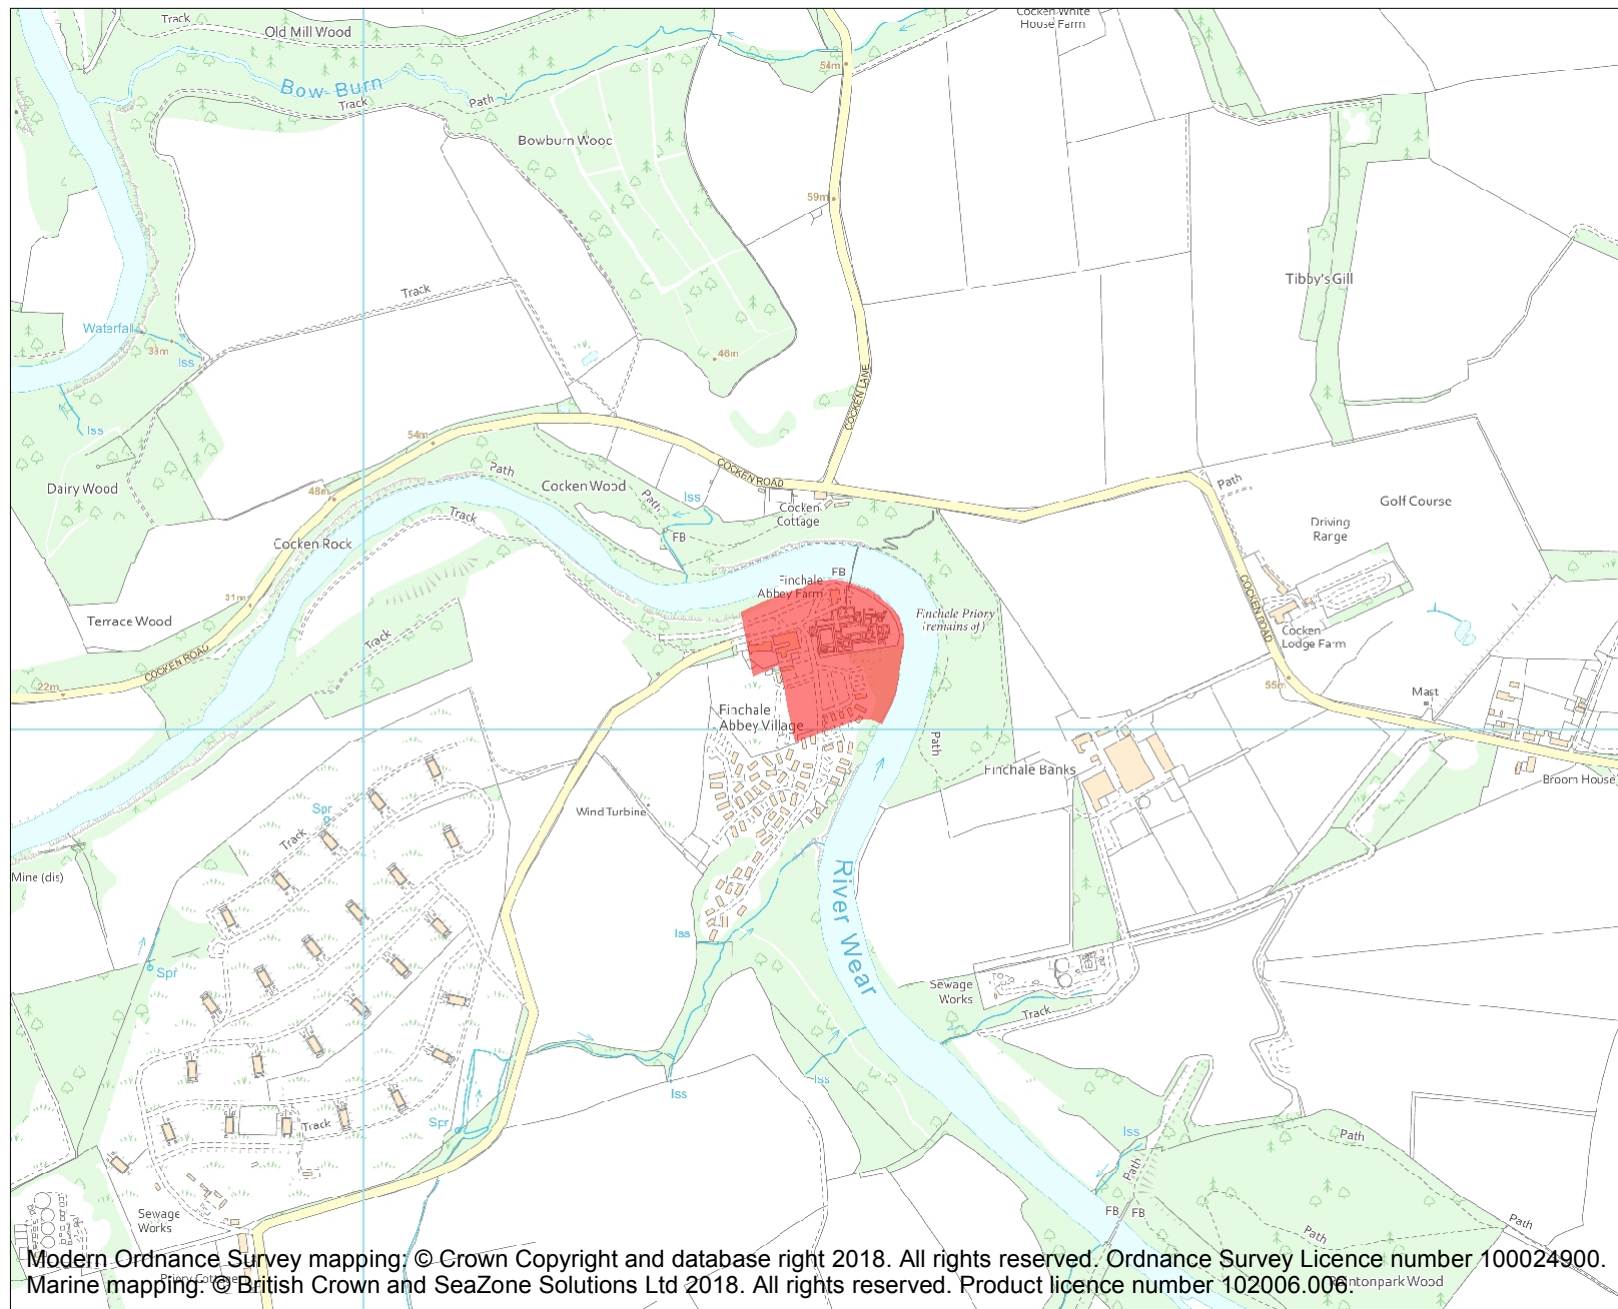 Cocken White
House Farm
Track
Old Mill Wood
54m
Bow Burn
Track
Path
Bowburn Wooc
59m
Tibby's Gill
Track
Waterfall
38m
Iss
46m
COCKEN LANE
Iss
54m
Path
COCKEN ROAD
Path
Dairy Wood
48m
Cocken Wood
Path
Iss
Golf Course
Track
Cocken
Cottage
Driving
Rarge
Cocken Rock
FB
FB
Finchale
Abbey Farm
31m
COCKEN ROAD
Finchale Priory
(remains of)
Terrace Wood
Track
Cocken
Lodge Farm
COCKEN ROAD
22m
55m
Mast
Finchale
Abbey Village
Path
Finchale Banks
Broom House
Spr
Wind Turbine
Track
Mine (dis)
River Wear
Iss
Spr
Sewage
Works
Track
Iss
Iss
Spr
Track
Iss
Path
Path
FB FB
Sewage
Works
Path
Path
Modern Ordnance Survey mapping: © Crown Copyright and database right 2018. All rights reserved. Ordnance Survey Licence number 100024900.
Priory Cottage
Marine mapping: © British Crown and SeaZone Solutions Ltd 2018. All rights reserved. Product licence number 102006.006.